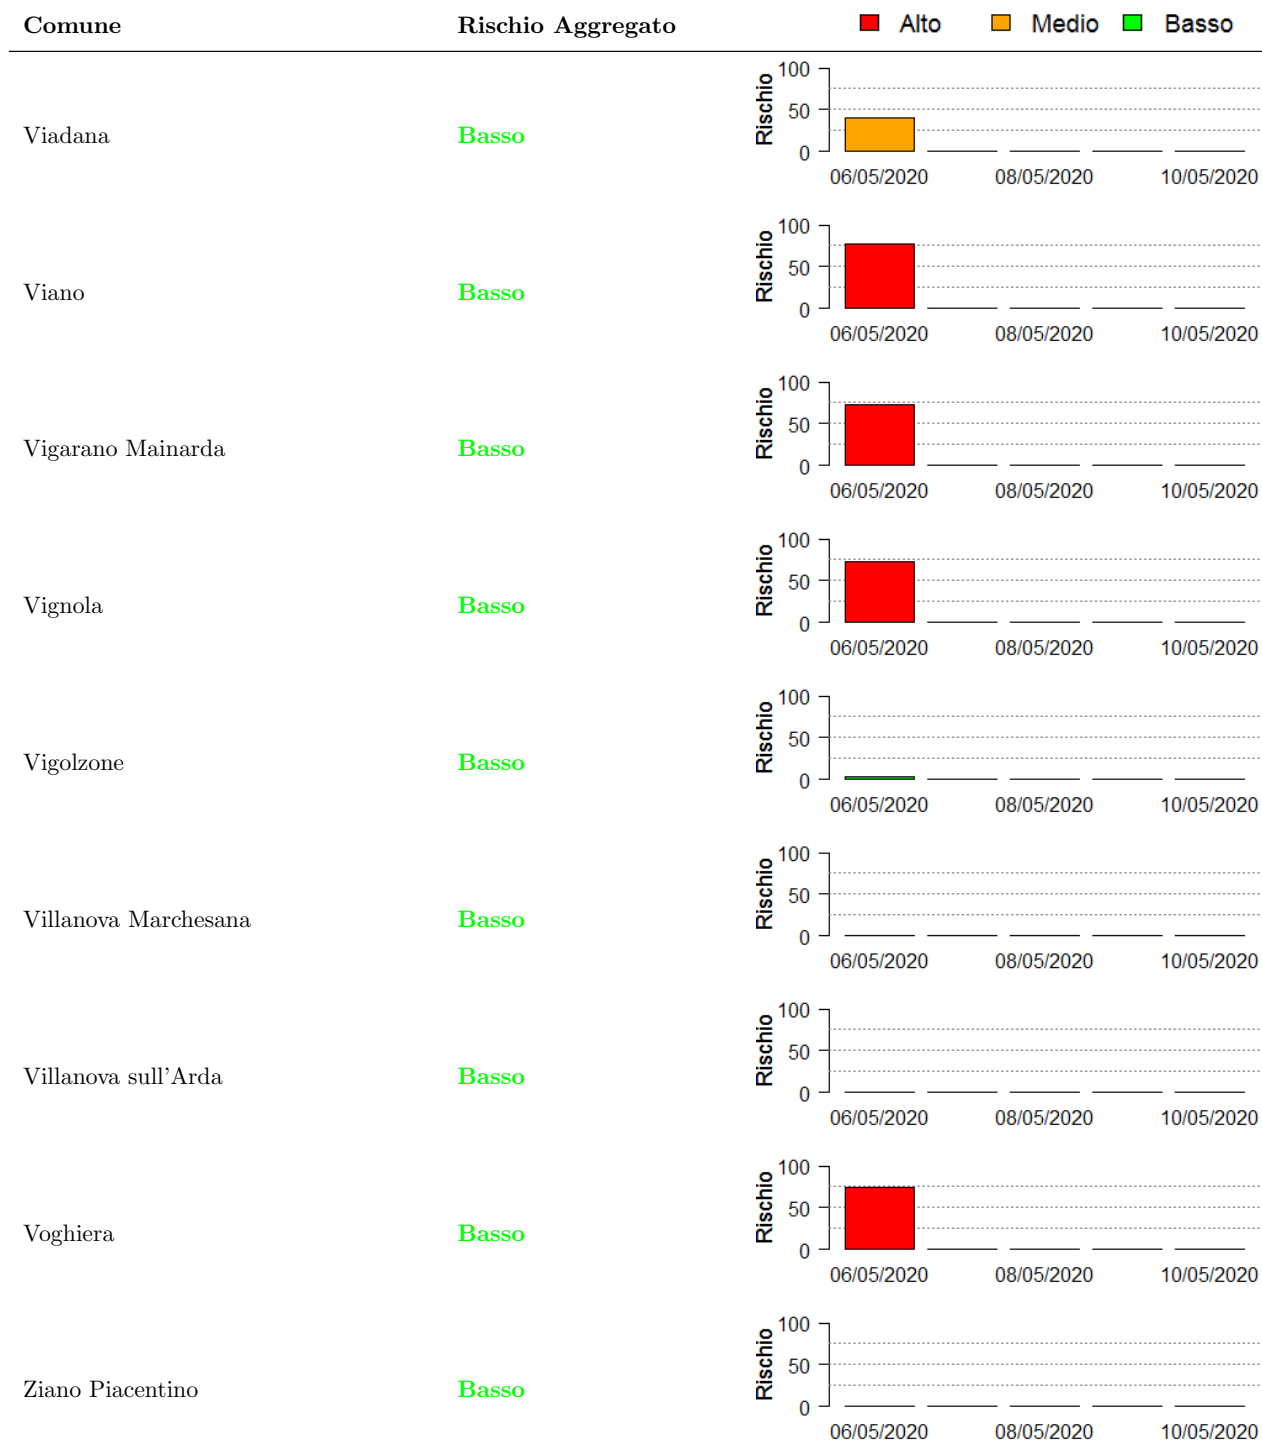 Comune Rischio Aggregato Alto Medio Basso
100
50
0
Rischio
Viadana Basso
06/05/2020 08/05/2020 10/05/2020
100
50
0
Rischio
Viano Basso
06/05/2020 08/05/2020 10/05/2020
100
50
0
Rischio
Vigarano Mainarda Basso
06/05/2020 08/05/2020 10/05/2020
100
50
0
Rischio
Vignola Basso
06/05/2020 08/05/2020 10/05/2020
100
50
0
Rischio
Vigolzone Basso
06/05/2020 08/05/2020 10/05/2020
100
50
0
Rischio
Villanova Marchesana Basso
06/05/2020 08/05/2020 10/05/2020
100
50
0
Rischio
Villanova sull'Arda Basso
06/05/2020 08/05/2020 10/05/2020
100
50
0
Rischio
Voghiera Basso
06/05/2020 08/05/2020 10/05/2020
100
50
0
Rischio
Ziano Piacentino Basso
06/05/2020 08/05/2020 10/05/2020